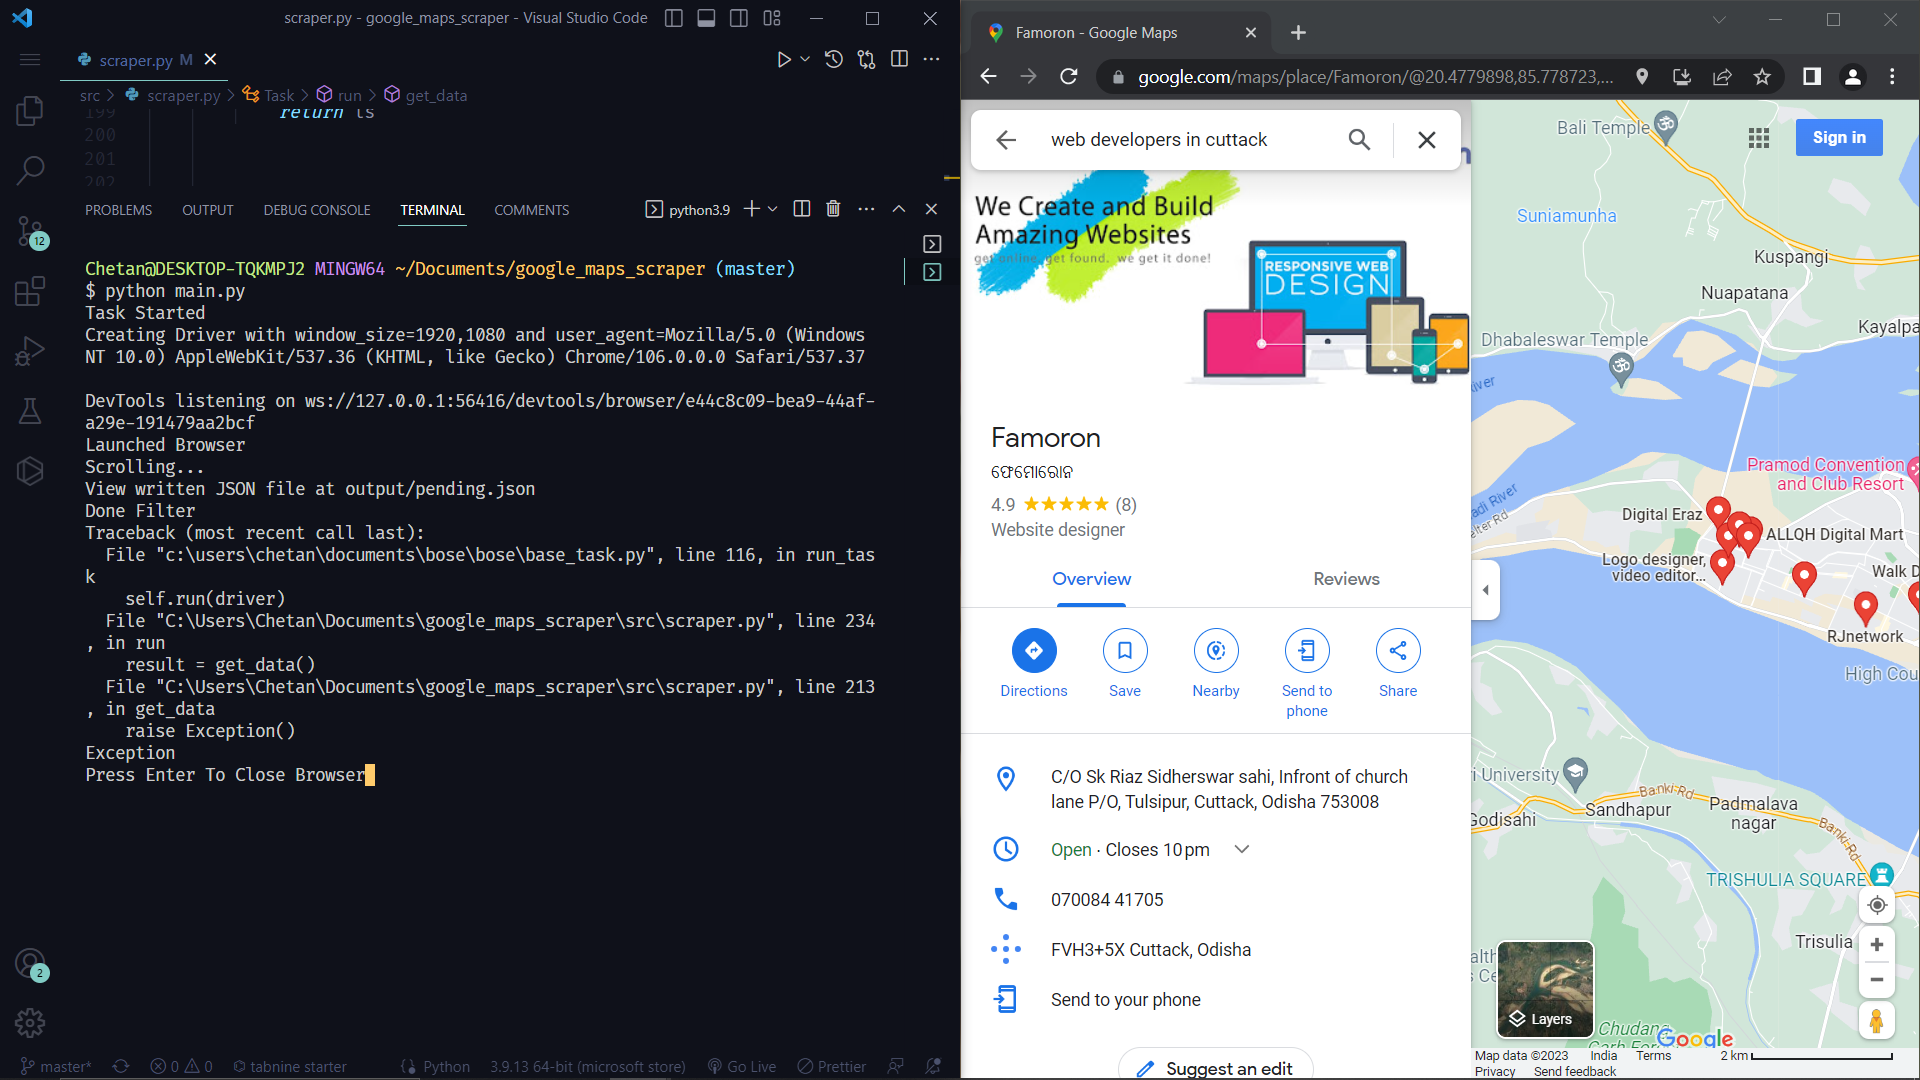 scraper.py - google_maps_scraper - Visual Studio Code
scraper.py M
src > scraper.py > Task > run > get_data
199 return ls
200
201
202
PROBLEMS OUTPUT DEBUG CONSOLE TERMINAL COMMENTS python3.9
Chetan@DESKTOP-TQKMPJ2 MINGW64 ~/Documents/google_maps_scraper (master)
$ python main.py
Task Started
Creating Driver with window_size=1920,1080 and user_agent=Mozilla/5.0 (Windows
NT 10.0) AppleWebKit/537.36 (KHTML, like Gecko) Chrome/106.0.0.0 Safari/537.37
DevTools listening on ws://127.0.0.1:56416/devtools/browser/e44c8c09-bea9-44af-
a29e-191479aa2bcf
Launched Browser
Scrolling...
View written JSON file at output/pending.json
Done Filter
Traceback (most recent call last):
File "c:\users\chetan\documents\bose\bose\base_task.py", line 116, in run_tas
k
self.run(driver)
File "C:\Users\Chetan\Documents\google_maps_scraper\src\scraper.py", line 234
, in run
result = get_data()
File "C:\Users\Chetan\Documents\google_maps_scraper\src\scraper.py", line 213
, in get_data
raise Exception()
Exception
Press Enter To Close Browser
12
2
master* 0 0 tabnine starter Python 3.9.13 64-bit (microsoft store) Go Live Prettier
Famoron - Google Maps
google.com/maps/place/Famoron/@20.4779898,85.778723,...
web developers in cuttack
We Create and Build
Amazing Websites
get online, get found. we get it done!
RESPONSIVE WEB
DESIGN
Famoron
ଫେମୋରୋନ
4.9 (8)
Website designer
Overview Reviews
Directions
Save
Nearby
Send to
phone
Share
C/O Sk Riaz Sidherswar sahi, Infront of church
lane P/O, Tulsipur, Cuttack, Odisha 753008
Open · Closes 10 pm
070084 41705
FVH3+5X Cuttack, Odisha
Send to your phone
Suggest an edit
Sign in
Bali Temple
Suniamunha
Kuspangi
Nuapatana
Kayalpa
Dhabaleswar Temple
River
Pramod Convention
and Club Resort
adi River
elter Rd
Digital Eraz
ALLQH Digital Mart
Logo designer,
video editor...
Walk D
RJnetwork
High Cou
ri University
Banki Rd
Sandhapur
Padmalava
nagar
Godisahi
Banki Rd
TRISHULIA SQUARE
Trisulia
Layers
Google
Map data ©2023 India Terms 2 km
Privacy Send feedback